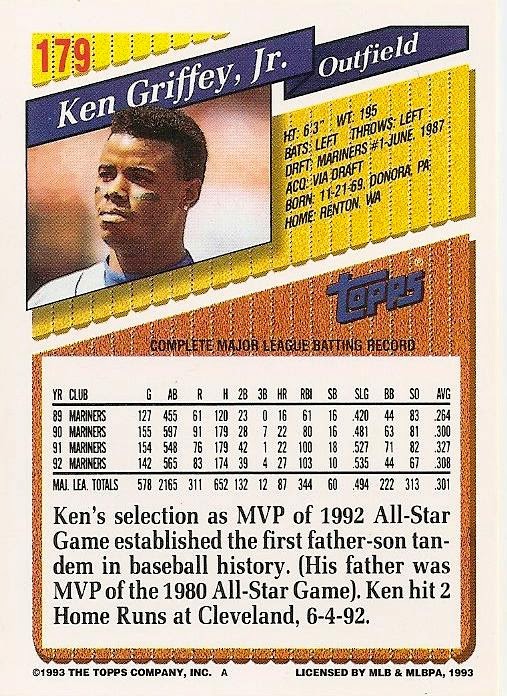 179
Ken Griffey, Jr.
Outfield
HT: 6'3" WT: 195
BATS: LEFT THROWS: LEFT
DRFT: MARINERS #1-JUNE, 1987
ACQ: VIA DRAFT
BORN: 11-21-69, DONORA, PA
HOME: RENTON, WA
Topps
COMPLETE MAJOR LEAGUE BATTING RECORD
YR CLUB G AB R H 2B 3B HR RBI SB SLG BB SO AVG
89 MARINERS 127 455 61 120 23 0 16 61 16 .420 44 83 .264
90 MARINERS 155 597 91 179 28 7 22 80 16 .481 63 81 .300
91 MARINERS 154 548 76 179 42 1 22 100 18 .527 71 82 .327
92 MARINERS 142 565 83 174 39 4 27 103 10 .535 44 67 .308
MAJ. LEA. TOTALS 578 2165 311 652 132 12 87 344 60 .494 222 313 .301
Ken's selection as MVP of 1992 All-Star
Game established the first father-son tan-
dem in baseball history. (His father was
MVP of the 1980 All-Star Game). Ken hit 2
Home Runs at Cleveland, 6-4-92.
©1993 THE TOPPS COMPANY, INC. A LICENSED BY MLB & MLBPA, 1993